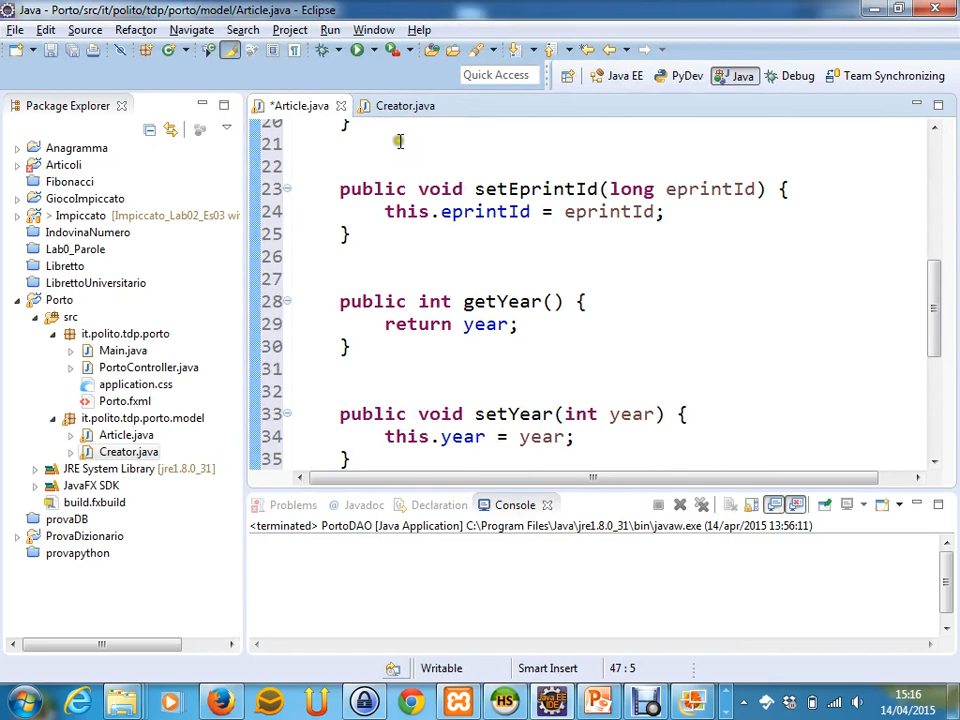 Java - Porto/src/it/polito/tdp/porto/model/Article.java - Eclipse
File Edit Source Refactor Navigate Search Project Run Window Help
Quick Access Java EE PyDev Java Debug Team Synchronizing
Package Explorer
Anagramma
Articoli
Fibonacci
GiocoImpiccato
> Impiccato [Impiccato_Lab02_Es03 wi
IndovinaNumero
Lab0_Parole
Libretto
LibrettoUniversitario
Porto
src
it.polito.tdp.porto
Main.java
PortoController.java
application.css
Porto.fxml
it.polito.tdp.porto.model
Article.java
Creator.java
JRE System Library [jre1.8.0_31]
JavaFX SDK
build.fxbuild
provaDB
ProvaDizionario
provapython
*Article.java Creator.java
20 }
21
22
23 public void setEprintId(long eprintId) {
24 this.eprintId = eprintId;
25 }
26
27
28 public int getYear() {
29 return year;
30 }
31
32
33 public void setYear(int year) {
34 this.year = year;
35 }
Problems Javadoc Declaration Console
<terminated> PortoDAO [Java Application] C:\Program Files\Java\jre1.8.0_31\bin\javaw.exe (14/apr/2015 13:56:11)
Writable Smart Insert 47 : 5
HS Java EE IDE
15:16
14/04/2015